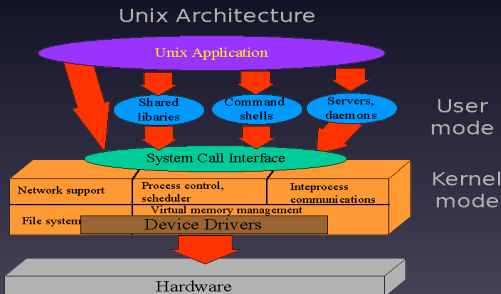 Unix Architecture
Unix Application
Shared
libaries
Command
shells
Servers,
daemons
User
mode
System Call Interface
Kernel
mode
Network support
Process control,
scheduler
Inteprocess
communications
Virtual memory management
File system
Device Drivers
Hardware